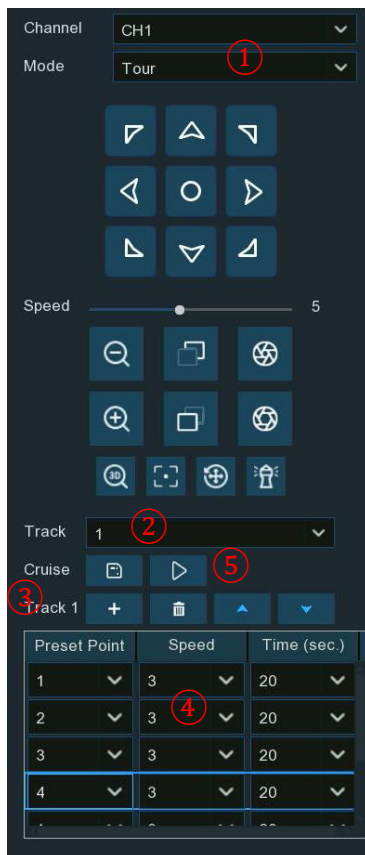 Channel CH1
Mode Tour ①
Speed 5
3D
Track 1 ②
Cruise ⑤
③ Track 1
Preset Point Speed Time (sec.)
1 3 20
2 3 ④ 20
3 3 20
4 3 20